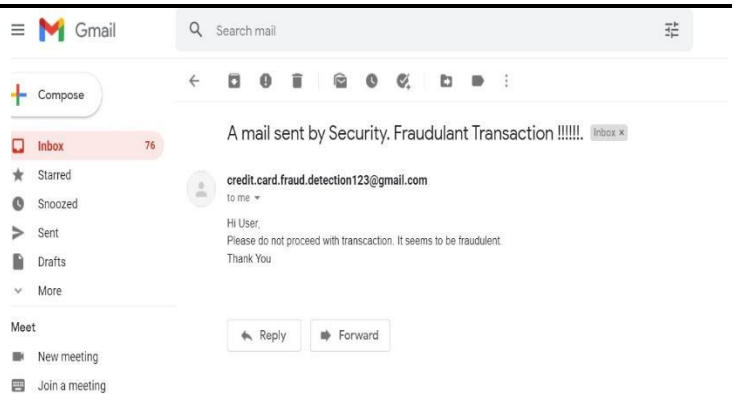 Gmail
Search mail
Compose
Inbox 76
Starred
Snoozed
Sent
Drafts
More
Meet
New meeting
Join a meeting
A mail sent by Security. Fraudulant Transaction !!!!!!. Inbox ×
credit.card.fraud.detection123@gmail.com
to me
Hi User,
Please do not proceed with transcaction. It seems to be fraudulent.
Thank You
Reply Forward